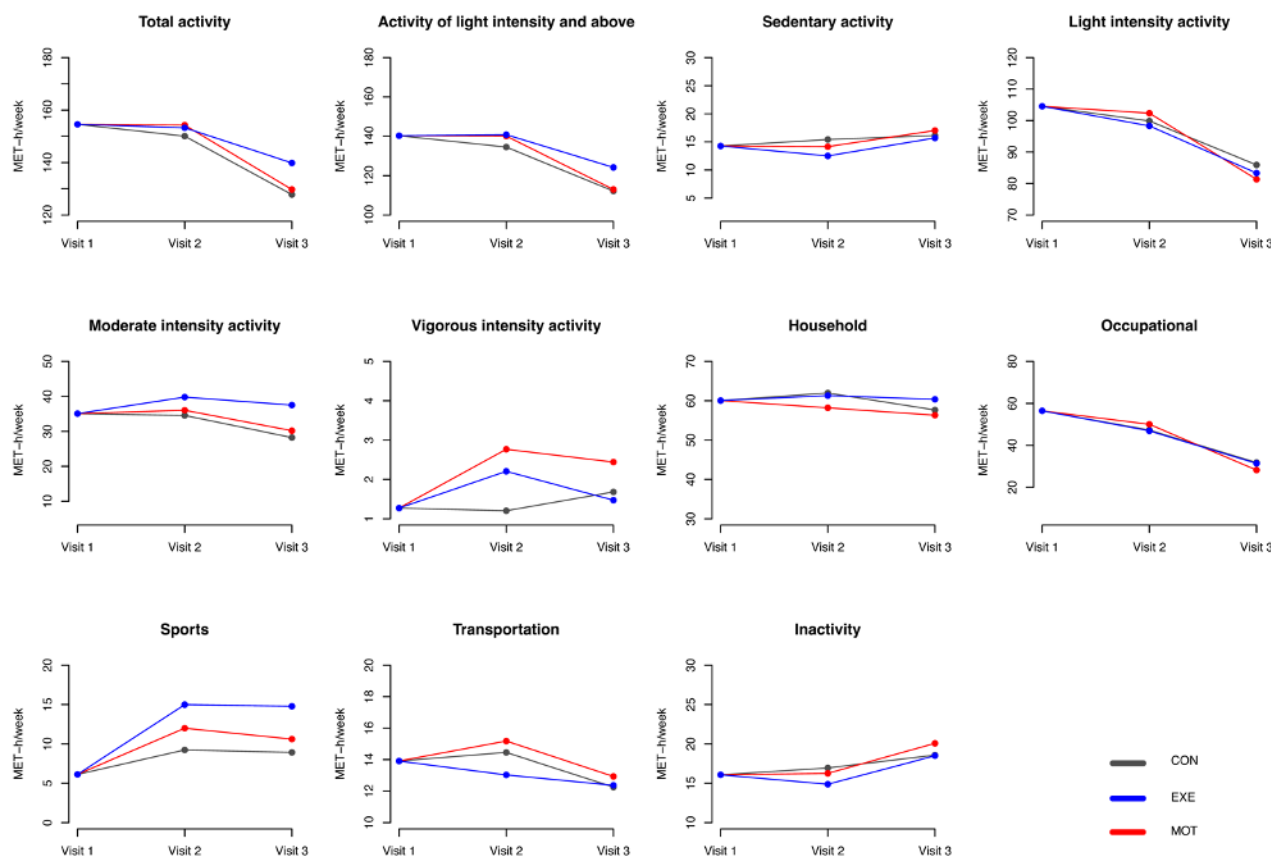 Total activity
Activity of light intensity and above
Sedentary activity
Light intensity activity
MET−h/week
120
140
160
180
Visit 1
Visit 2
Visit 3
MET−h/week
100
120
140
160
180
Visit 1
Visit 2
Visit 3
MET−h/week
5
10
15
20
25
30
Visit 1
Visit 2
Visit 3
MET−h/week
70
80
90
100
110
120
Visit 1
Visit 2
Visit 3
Moderate intensity activity
Vigorous intensity activity
Household
Occupational
MET−h/week
10
20
30
40
50
Visit 1
Visit 2
Visit 3
MET−h/week
1
2
3
4
5
Visit 1
Visit 2
Visit 3
MET−h/week
30
40
50
60
70
Visit 1
Visit 2
Visit 3
MET−h/week
20
40
60
80
Visit 1
Visit 2
Visit 3
Sports
Transportation
Inactivity
MET−h/week
0
5
10
15
20
Visit 1
Visit 2
Visit 3
MET−h/week
10
12
14
16
18
20
Visit 1
Visit 2
Visit 3
MET−h/week
10
15
20
25
30
Visit 1
Visit 2
Visit 3
CON
EXE
MOT